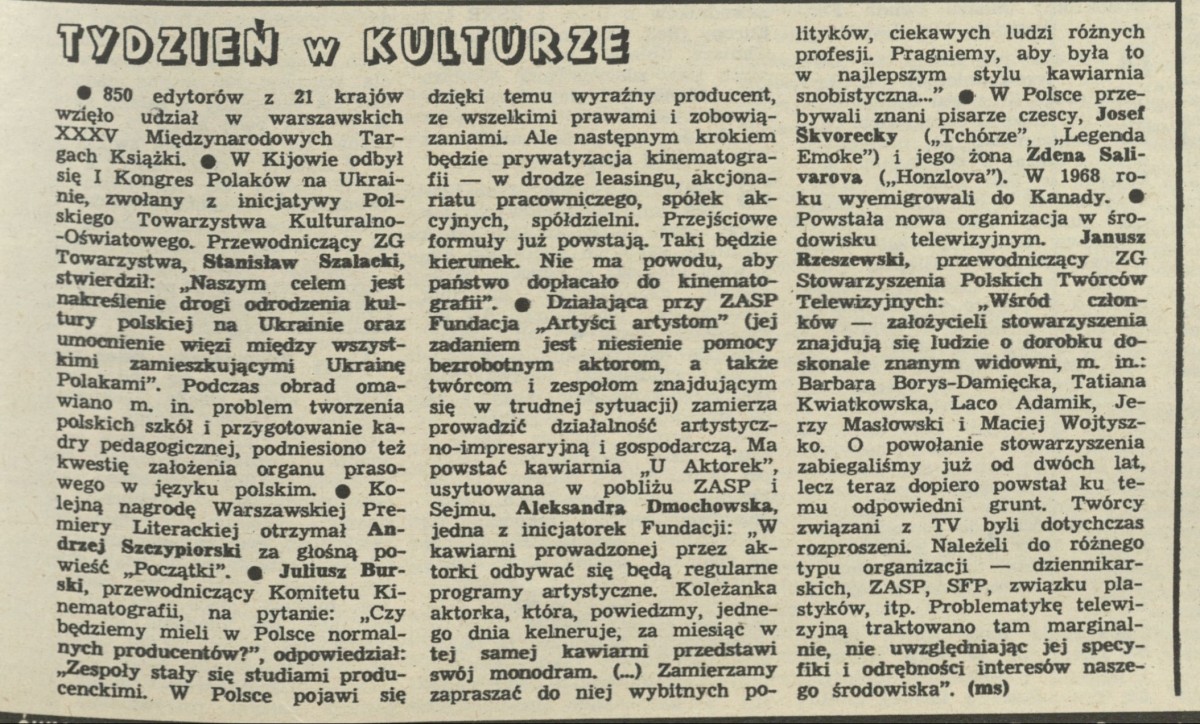 TYDZIEŃ w KULTURZE
● 850 edytorów z 21 krajów
wzięło udział w warszawskich
XXXV Międzynarodowych Tar-
gach Książki. ● W Kijowie odbył
się I Kongres Polaków na Ukrai-
nie, zwołany z inicjatywy Pol-
skiego Towarzystwa Kulturalno-
-Oświatowego. Przewodniczący ZG
Towarzystwa, Stanisław Szalacki,
stwierdził: „Naszym celem jest
nakreślenie drogi odrodzenia kul-
tury polskiej na Ukrainie oraz
umocnienie więzi między wszyst-
kimi zamieszkującymi Ukrainę
Polakami”. Podczas obrad oma-
wiano m. in. problem tworzenia
polskich szkół i przygotowanie ka-
dry pedagogicznej, podniesiono też
kwestię założenia organu praso-
wego w języku polskim. ● Ko-
lejną nagrodę Warszawskiej Pre-
miery Literackiej otrzymał An-
drzej Szczypiorski za głośną po-
wieść „Początki”. ● Juliusz Bur-
ski, przewodniczący Komitetu Ki-
nematografii, na pytanie: „Czy
będziemy mieli w Polsce normal-
nych producentów?”, odpowiedział:
„Zespoły stały się studiami produ-
cenckimi. W Polsce pojawi się
dzięki temu wyraźny producent,
ze wszelkimi prawami i zobowią-
zaniami. Ale następnym krokiem
będzie prywatyzacja kinematogra-
fii — w drodze leasingu, akcjona-
riatu pracowniczego, spółek ak-
cyjnych, spółdzielni. Przejściowe
formuły już powstają. Taki będzie
kierunek. Nie ma powodu, aby
państwo dopłacało do kinemato-
grafii”. ● Działająca przy ZASP
Fundacja „Artyści artystom” (jej
zadaniem jest niesienie pomocy
bezrobotnym aktorom, a także
twórcom i zespołom znajdującym
się w trudnej sytuacji) zamierza
prowadzić działalność artystycz-
no-impresaryjną i gospodarczą. Ma
powstać kawiarnia „U Aktorek”,
usytuowana w pobliżu ZASP i
Sejmu. Aleksandra Dmochowska,
jedna z inicjatorek Fundacji: „W
kawiarni prowadzonej przez ak-
torki odbywać się będą regularne
programy artystyczne. Koleżanka
aktorka, która, powiedzmy, jedne-
go dnia kelneruje, za miesiąc w
tej samej kawiarni przedstawi
swój monodram. (...) Zamierzamy
zapraszać do niej wybitnych po-
lityków, ciekawych ludzi różnych
profesji. Pragniemy, aby była to
w najlepszym stylu kawiarnia
snobistyczna...” ● W Polsce prze-
bywali znani pisarze czescy, Josef
Škvorecky („Tchórze”, „Legenda
Emöke”) i jego żona Zdena Sali-
varova („Honzlova”). W 1968 ro-
ku wyemigrowali do Kanady. ●
Powstała nowa organizacja w śro-
dowisku telewizyjnym. Janusz
Rzeszewski, przewodniczący ZG
Stowarzyszenia Polskich Twórców
Telewizyjnych: „Wśród człon-
ków — założycieli stowarzyszenia
znajdują się ludzie o dorobku do-
skonale znanym widowni, m. in.:
Barbara Borys-Damięcka, Tatiana
Kwiatkowska, Laco Adamik, Je-
rzy Masłowski i Maciej Wojtysz-
ko. O powołanie stowarzyszenia
zabiegaliśmy już od dwóch lat,
lecz teraz dopiero powstał ku te-
mu odpowiedni grunt. Twórcy
związani z TV byli dotychczas
rozproszeni. Należeli do różnego
typu organizacji — dziennikar-
skich, ZASP, SFP, związku pla-
styków, itp. Problematykę telewi-
zyjną traktowano tam marginal-
nie, nie uwzględniając jej specy-
fiki i odrębności interesów nasze-
go środowiska”. (ms)